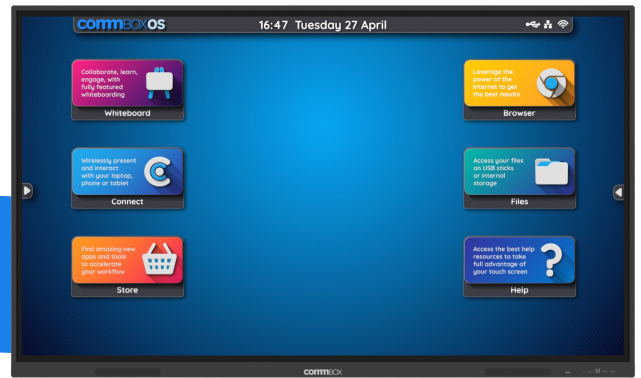 commBOXOS
16:47 Tuesday 27 April
Collaborate, learn,
engage, with
fully featured
whiteboarding
Whiteboard
Leverage the
power of the
internet to get
the best results
Browser
Wirelessly present
and interact
with your laptop,
phone or tablet
Connect
Access your files
on USB sticks
or internal
storage
Files
Find amazing new
apps and tools
to accelerate
your workflow
Store
Access the best help
resources to take
full advantage of
your touch screen
Help
commBOX